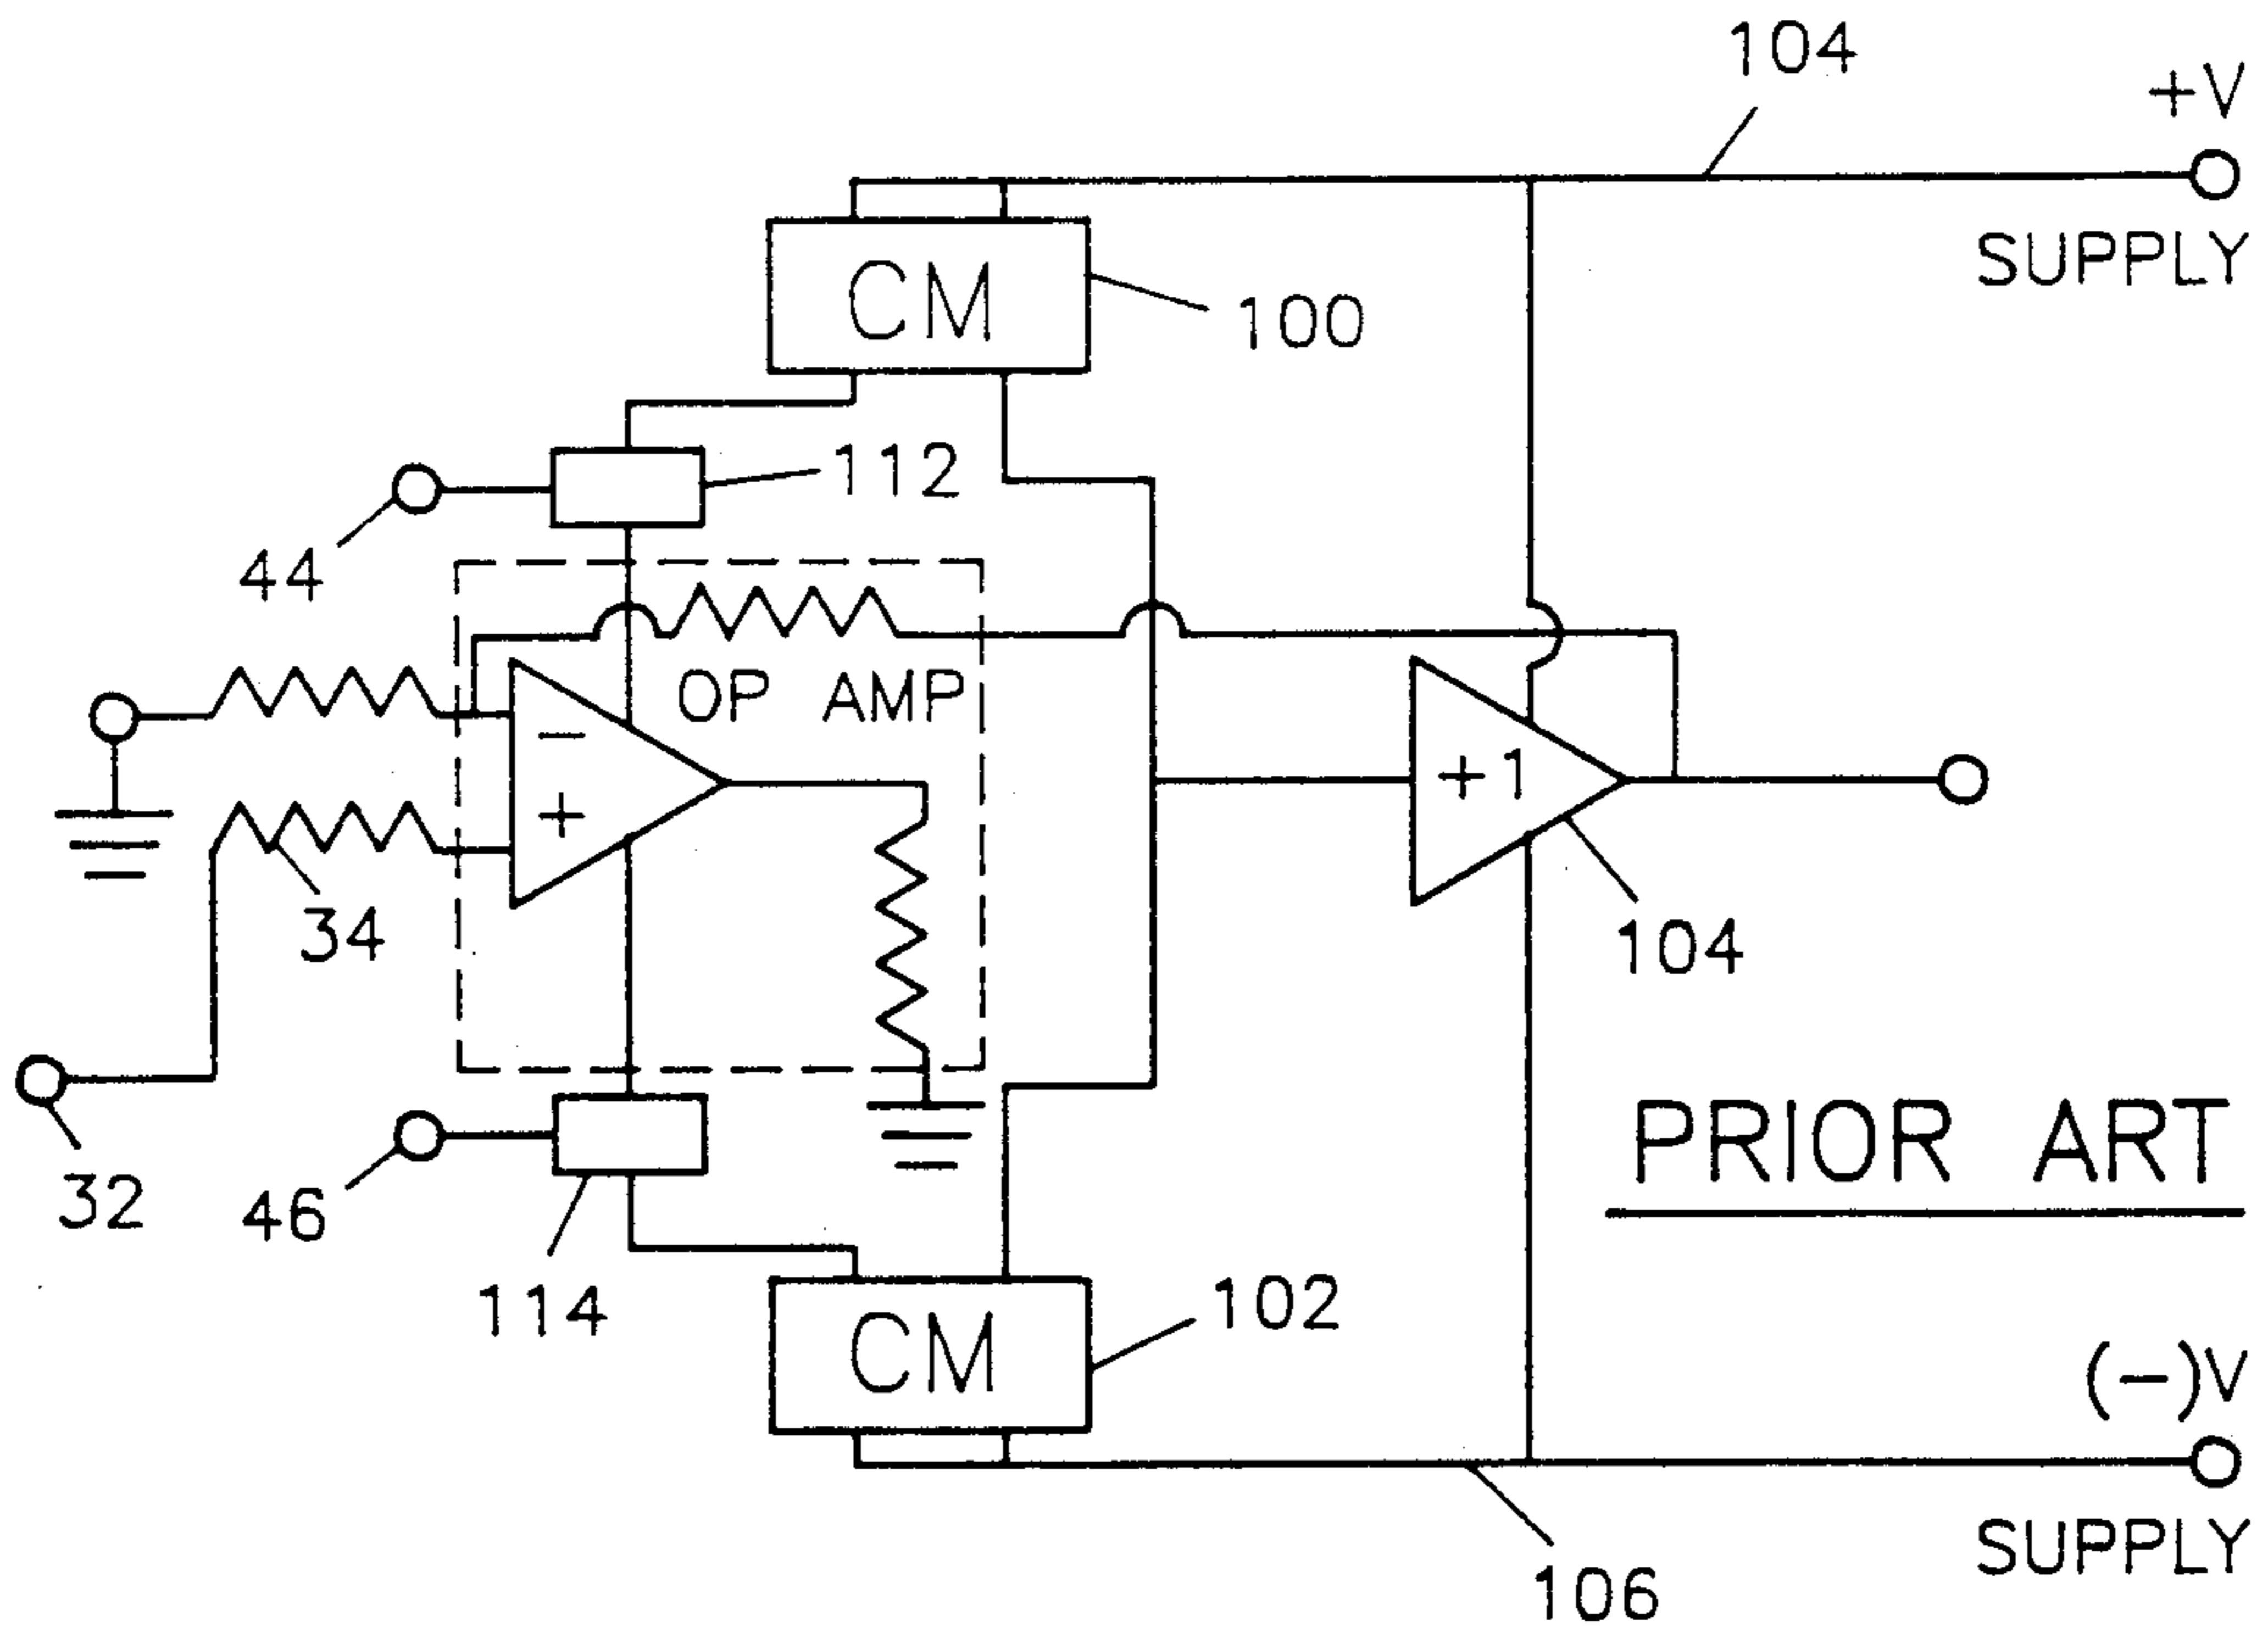 104
+V
SUPPLY
CM
100
112
44
OP AMP
−
+
+1
34
104
32
46
114
PRIOR ART
CM
102
(−)V
SUPPLY
106